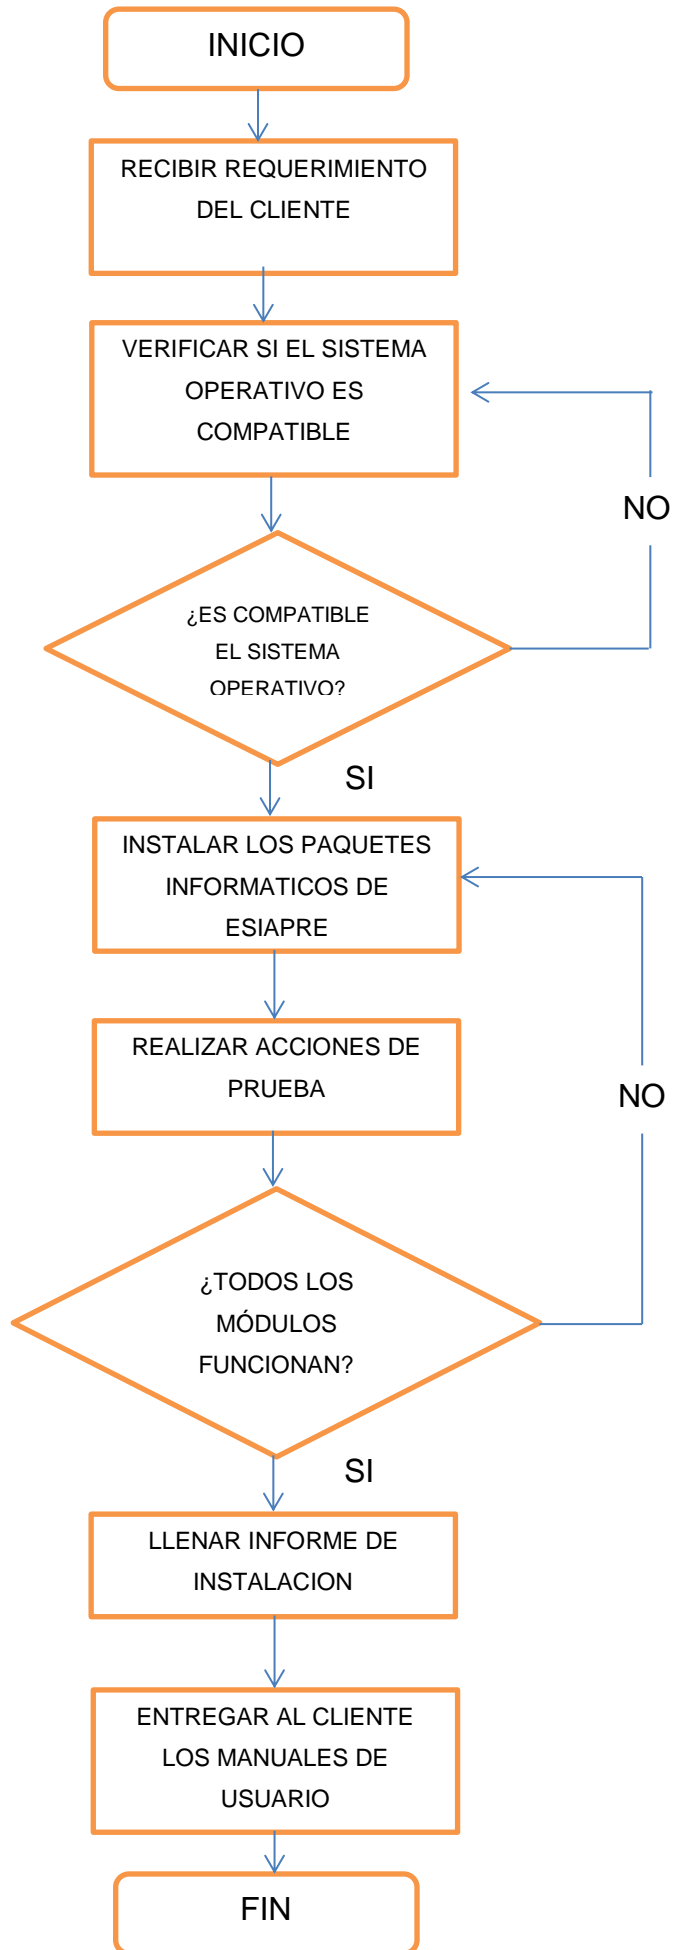 INICIO
RECIBIR REQUERIMIENTO
DEL CLIENTE
VERIFICAR SI EL SISTEMA
OPERATIVO ES
COMPATIBLE
NO
¿ES COMPATIBLE
EL SISTEMA
OPERATIVO?
SI
INSTALAR LOS PAQUETES
INFORMATICOS DE
ESIAPRE
REALIZAR ACCIONES DE
PRUEBA
NO
¿TODOS LOS
MÓDULOS
FUNCIONAN?
SI
LLENAR INFORME DE
INSTALACION
ENTREGAR AL CLIENTE
LOS MANUALES DE
USUARIO
FIN